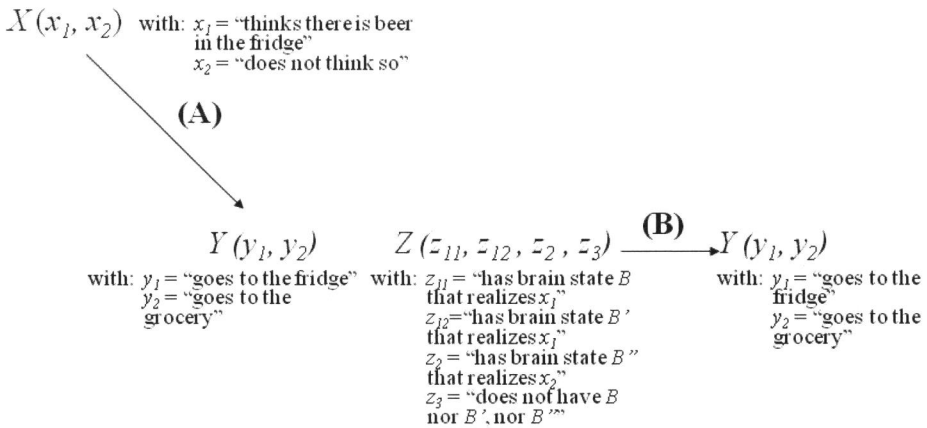 X (x1, x2) with: x1 = “thinks there is beer
in the fridge”
x2 = “does not think so”
(A)
(B)
Y (y1, y2) Z (z11, z12, z2, z3) Y (y1, y2)
with: y1 = “goes to the fridge”
y2 = “goes to the
grocery”
with: z11 = “has brain state B
that realizes x1”
z12=“has brain state B’
that realizes x1”
z2 = “has brain state B”
that realizes x2”
z3 = “does not have B
nor B’, nor B’””
with: y1 = “goes to the
fridge”
y2 = “goes to the
grocery”